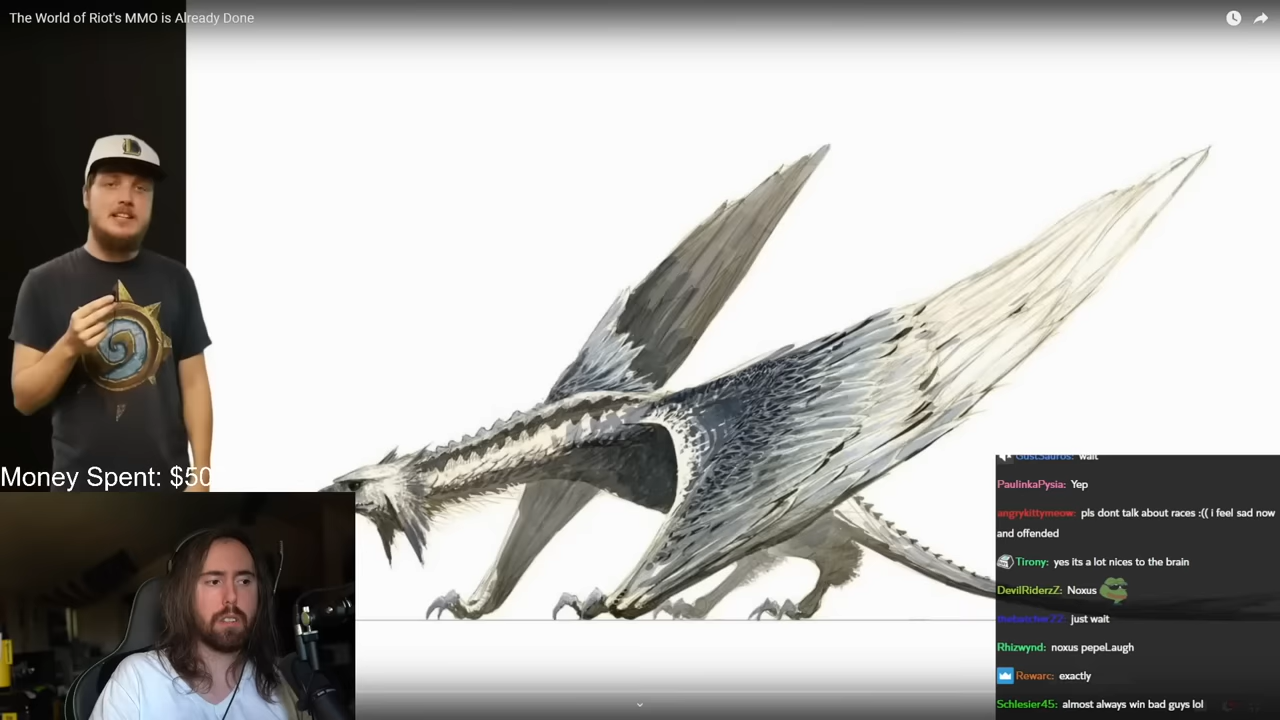 The World of Riot's MMO is Already Done
Money Spent: $50
GustSauros: wait
PaulinkaPysia: Yep
angrykittymeow: pls dont talk about races :(( i feel sad now
and offended
Tirony: yes its a lot nices to the brain
DevilRiderzZ: Noxus
just wait
Rhizwynd: noxus pepeLaugh
Rewarc: exactly
Schlesier45: almost always win bad guys lol